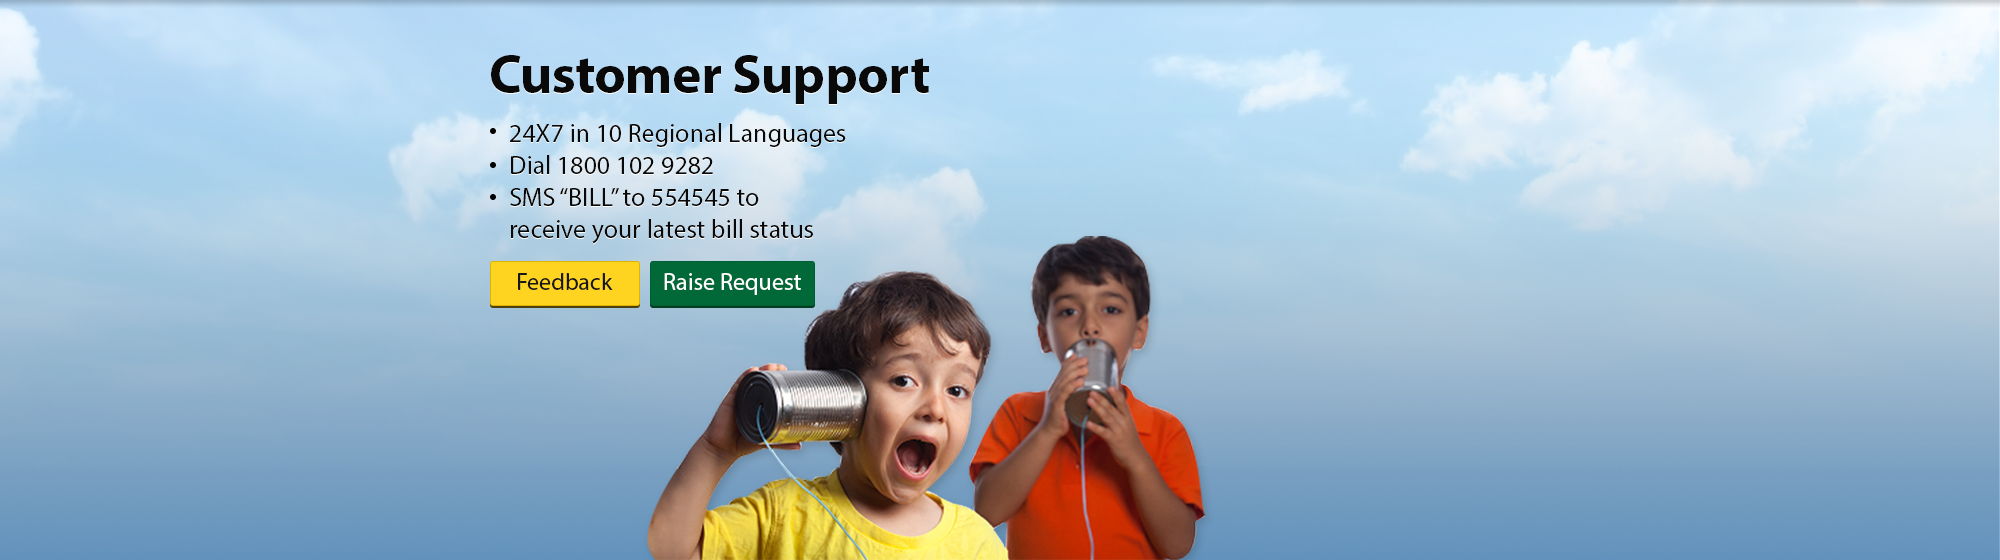 Customer Support
• 24X7 in 10 Regional Languages
• Dial 1800 102 9282
• SMS “BILL” to 554545 to
receive your latest bill status
Feedback
Raise Request